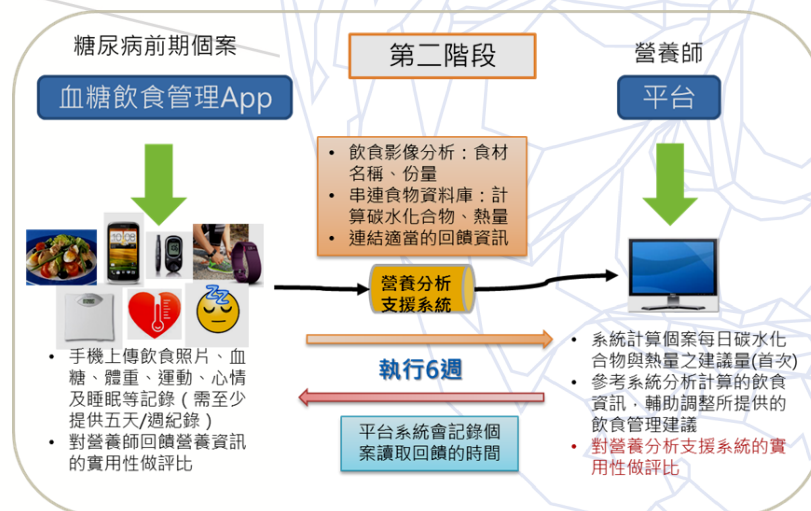 糖尿病前期個案
血糖飲食管理App
第二階段
營養師
平台
• 飲食影像分析：食材
名稱、份量
• 串連食物資料庫：計
算碳水化合物、熱量
• 連結適當的回饋資訊
營養分析
支援系統
執行6週
平台系統會記錄個
案讀取回饋的時間
• 手機上傳飲食照片、血
糖、體重、運動、心情
及睡眠等記錄（需至少
提供五天/週紀錄）
• 對營養師回饋營養資訊
的實用性做評比
• 系統計算個案每日碳水化
合物與熱量之建議量(首次)
• 參考系統分析計算的飲食
資訊，輔助調整所提供的
飲食管理建議
• 對營養分析支援系統的實
用性做評比